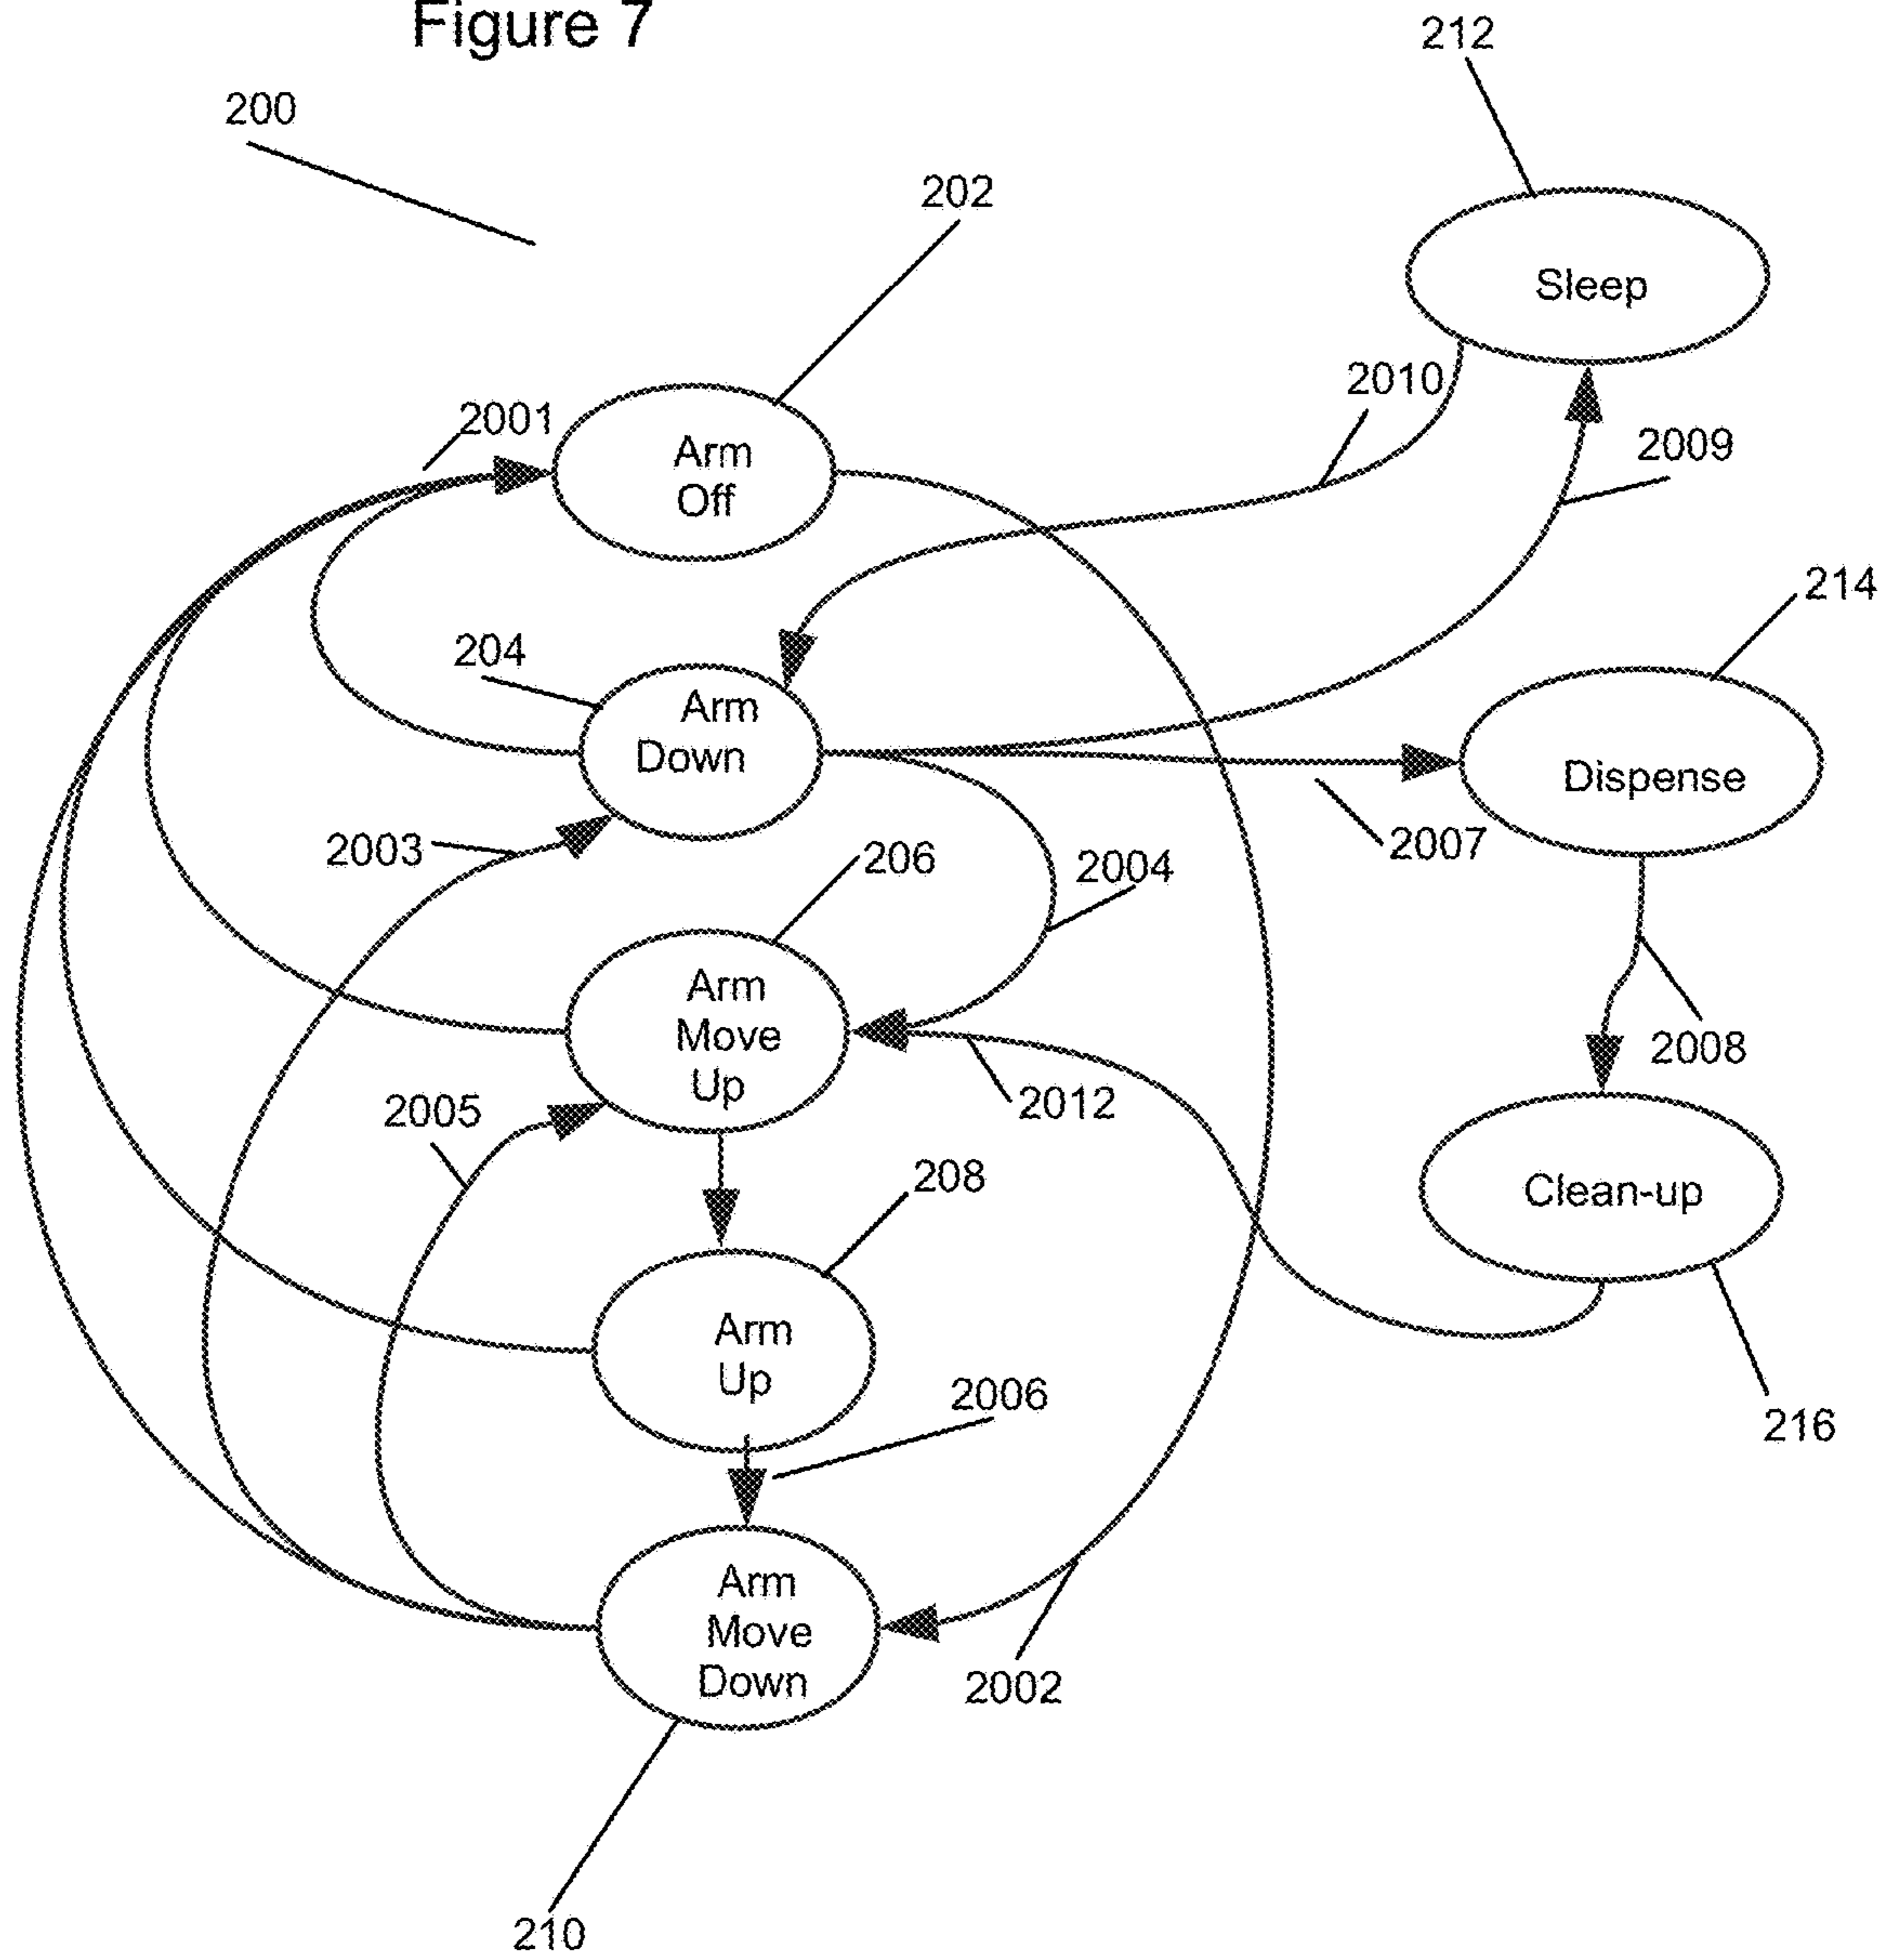 Figure 7
212
200
202
Sleep
2010
2001
2009
Arm
Off
214
204
Arm
Down
Dispense
2003
206
2004
2007
Arm
Move
Up
2008
2005
2012
208
Clean-up
Arm
Up
2006
216
Arm
Move
Down
2002
210